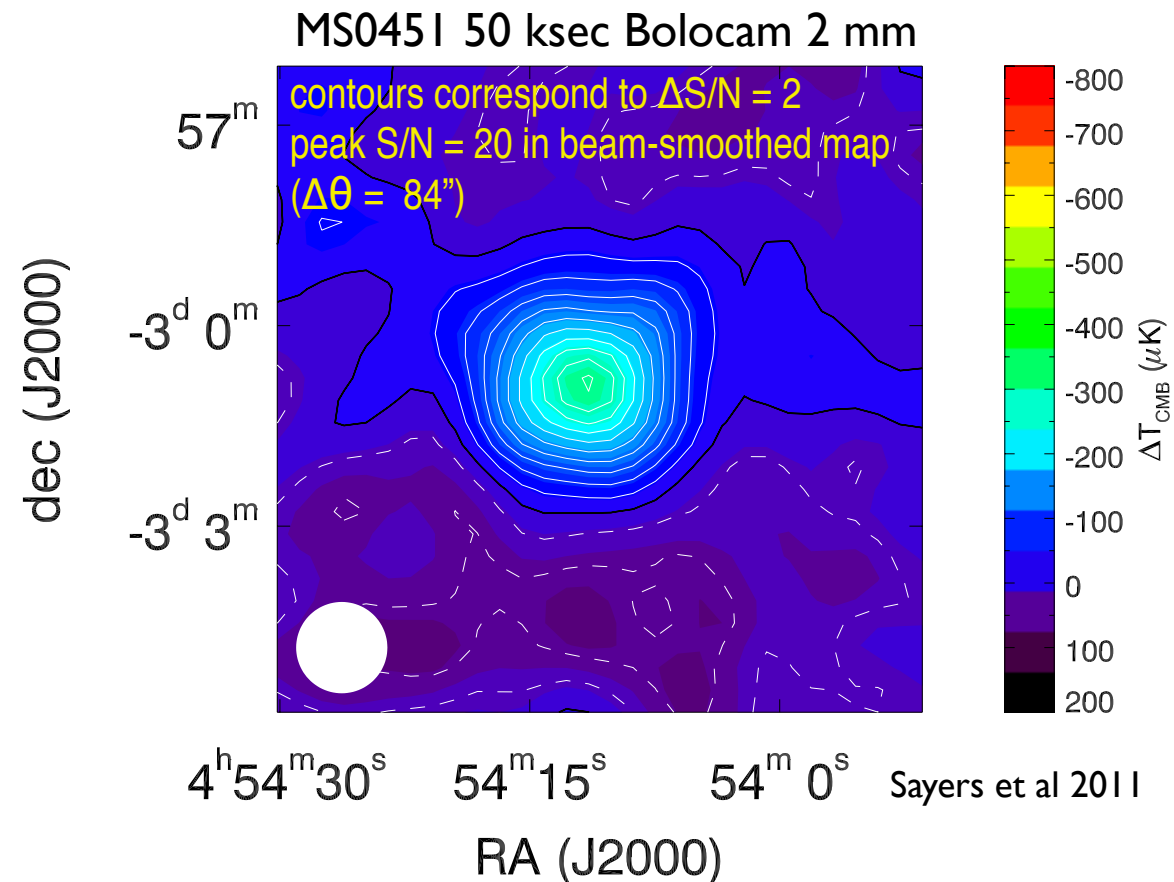 MS0451 50 ksec Bolocam 2 mm
contours correspond to ΔS/N = 2
peak S/N = 20 in beam-smoothed map
(Δθ = 84”)
57ᵐ
-3ᵈ 0ᵐ
-3ᵈ 3ᵐ
dec (J2000)
4ʰ54ᵐ30ˢ
54ᵐ15ˢ
54ᵐ 0ˢ
RA (J2000)
-800
-700
-600
-500
-400
-300
-200
-100
0
100
200
ΔT_CMB (μK)
Sayers et al 2011